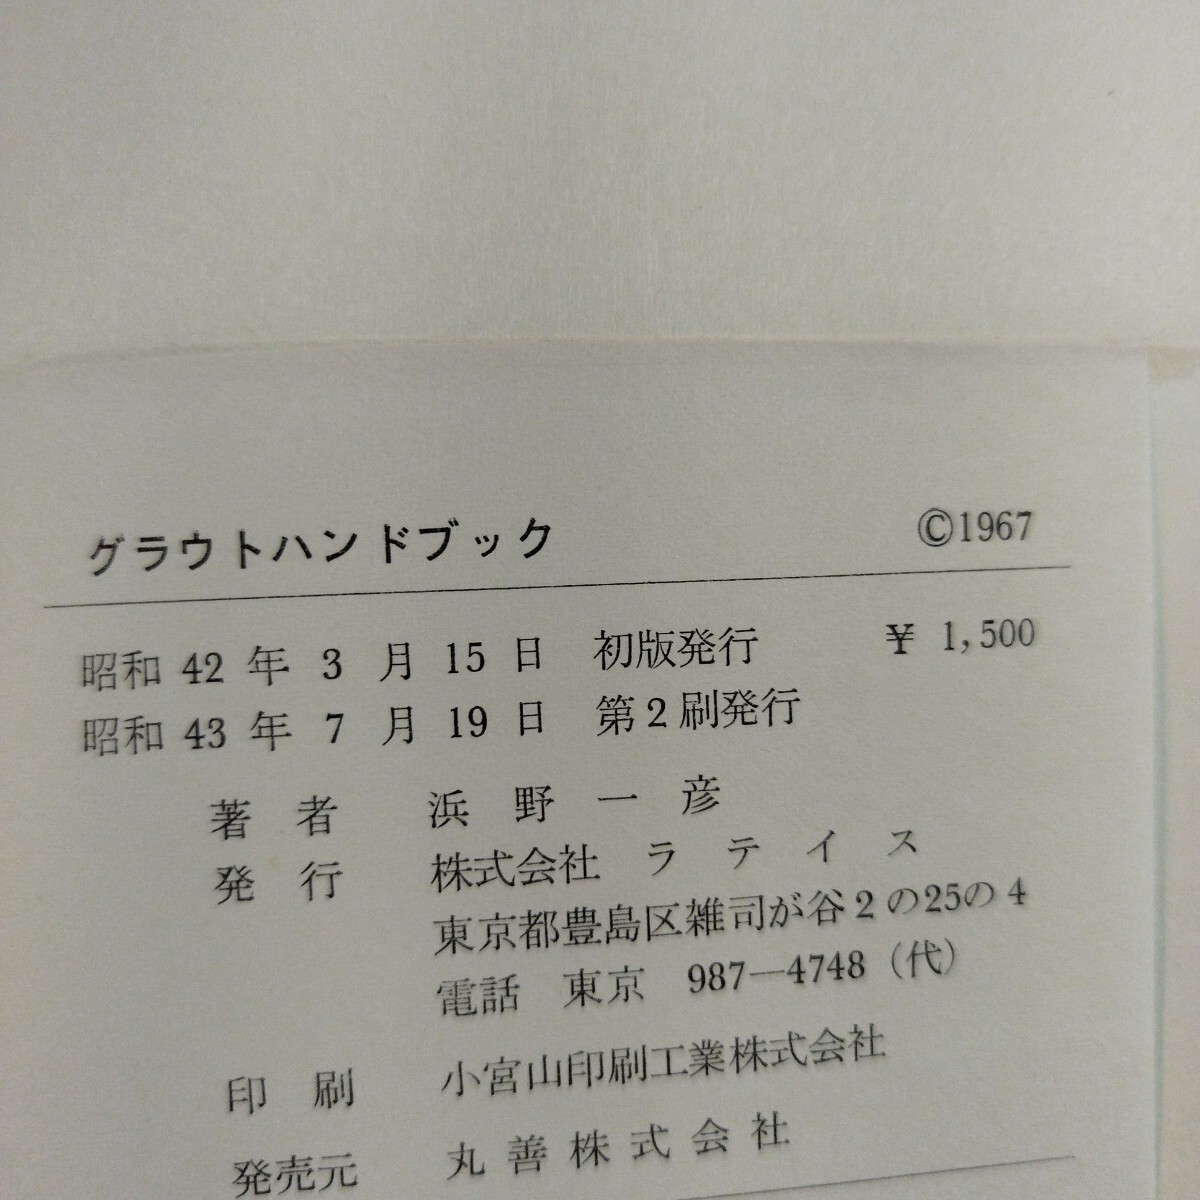 グラウトハンドブック ©1967
昭和 42 年 3 月 15 日 初版発行 ¥ 1,500
昭和 43 年 7 月 19 日 第2刷発行
著 者 浜 野 一 彦
発 行 株式会社 ラ テ イ ス
東京都豊島区雑司が谷2の25の4
電話 東京 987—4748（代）
印 刷 小宮山印刷工業株式会社
発売元 丸 善 株 式 会 社